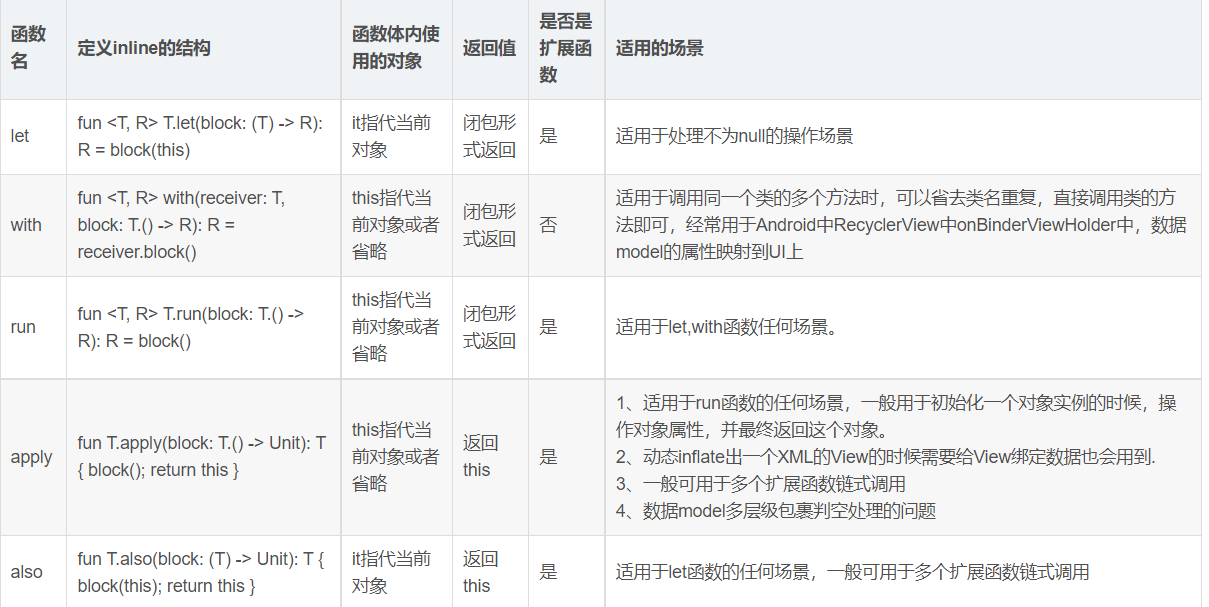 函数名
定义inline的结构
函数体内使用的对象
返回值
是否是扩展函数
适用的场景
let
fun <T, R> T.let(block: (T) -> R):
R = block(this)
it指代当前
对象
闭包形
式返回
是
适用于处理不为null的操作场景
with
fun <T, R> with(receiver: T,
block: T.() -> R): R =
receiver.block()
this指代当
前对象或者
省略
闭包形
式返回
否
适用于调用同一个类的多个方法时，可以省去类名重复，直接调用类的方
法即可，经常用于Android中RecyclerView中onBinderViewHolder中，数据
model的属性映射到UI上
run
fun <T, R> T.run(block: T.() ->
R): R = block()
this指代当
前对象或者
省略
闭包形
式返回
是
适用于let,with函数任何场景。
apply
fun T.apply(block: T.() -> Unit): T
{ block(); return this }
this指代当
前对象或者
省略
返回
this
是
1、适用于run函数的任何场景，一般用于初始化一个对象实例的时候，操
作对象属性，并最终返回这个对象。
2、动态inflate出一个XML的View的时候需要给View绑定数据也会用到.
3、一般可用于多个扩展函数链式调用
4、数据model多层级包裹判空处理的问题
also
fun T.also(block: (T) -> Unit): T {
block(this); return this }
it指代当前
对象
返回
this
是
适用于let函数的任何场景，一般可用于多个扩展函数链式调用